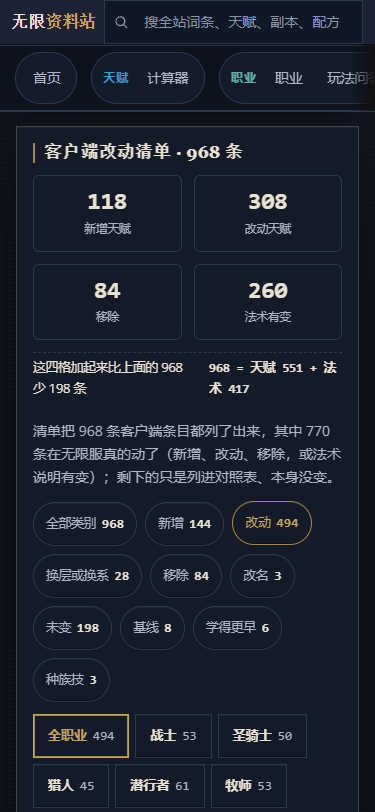 无限资料站 搜全站词条、天赋、副本、配方
首页 天赋 计算器 职业 职业 玩法问
客户端改动清单 · 968 条
118 308
新增天赋 改动天赋
84 260
移除 法术有变
这四格加起来比上面的 968 968 = 天赋 551 + 法
少 198 条 术 417
清单把 968 条客户端条目都列了出来，其中 770
条在无限服真的动了（新增、改动、移除，或法术
说明有变）；剩下的只是列进对照表、本身没变。
全部类别 968 新增 144 改动 494
换层或换系 28 移除 84 改名 3
未变 198 基线 8 学得更早 6
种族技 3
全职业 494 战士 53 圣骑士 50
猎人 45 潜行者 61 牧师 53